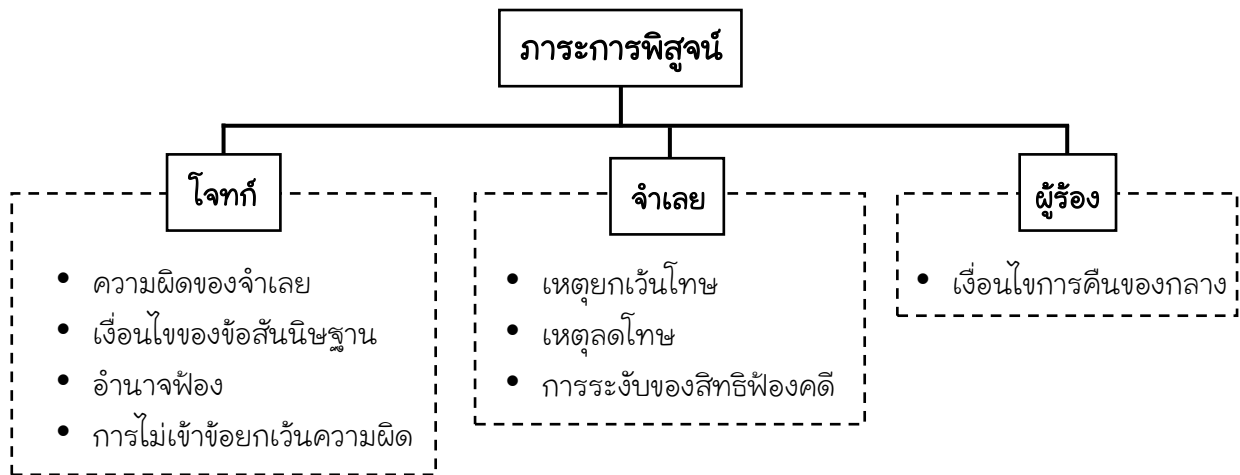 ภาระการพิสูจน์
โจทก์
• ความผิดของจำเลย
• เงื่อนไขของข้อสันนิษฐาน
• อำนาจฟ้อง
• การไม่เข้าข้อยกเว้นความผิด
จำเลย
• เหตุยกเว้นโทษ
• เหตุลดโทษ
• การระงับของสิทธิฟ้องคดี
ผู้ร้อง
• เงื่อนไขการคืนของกลาง